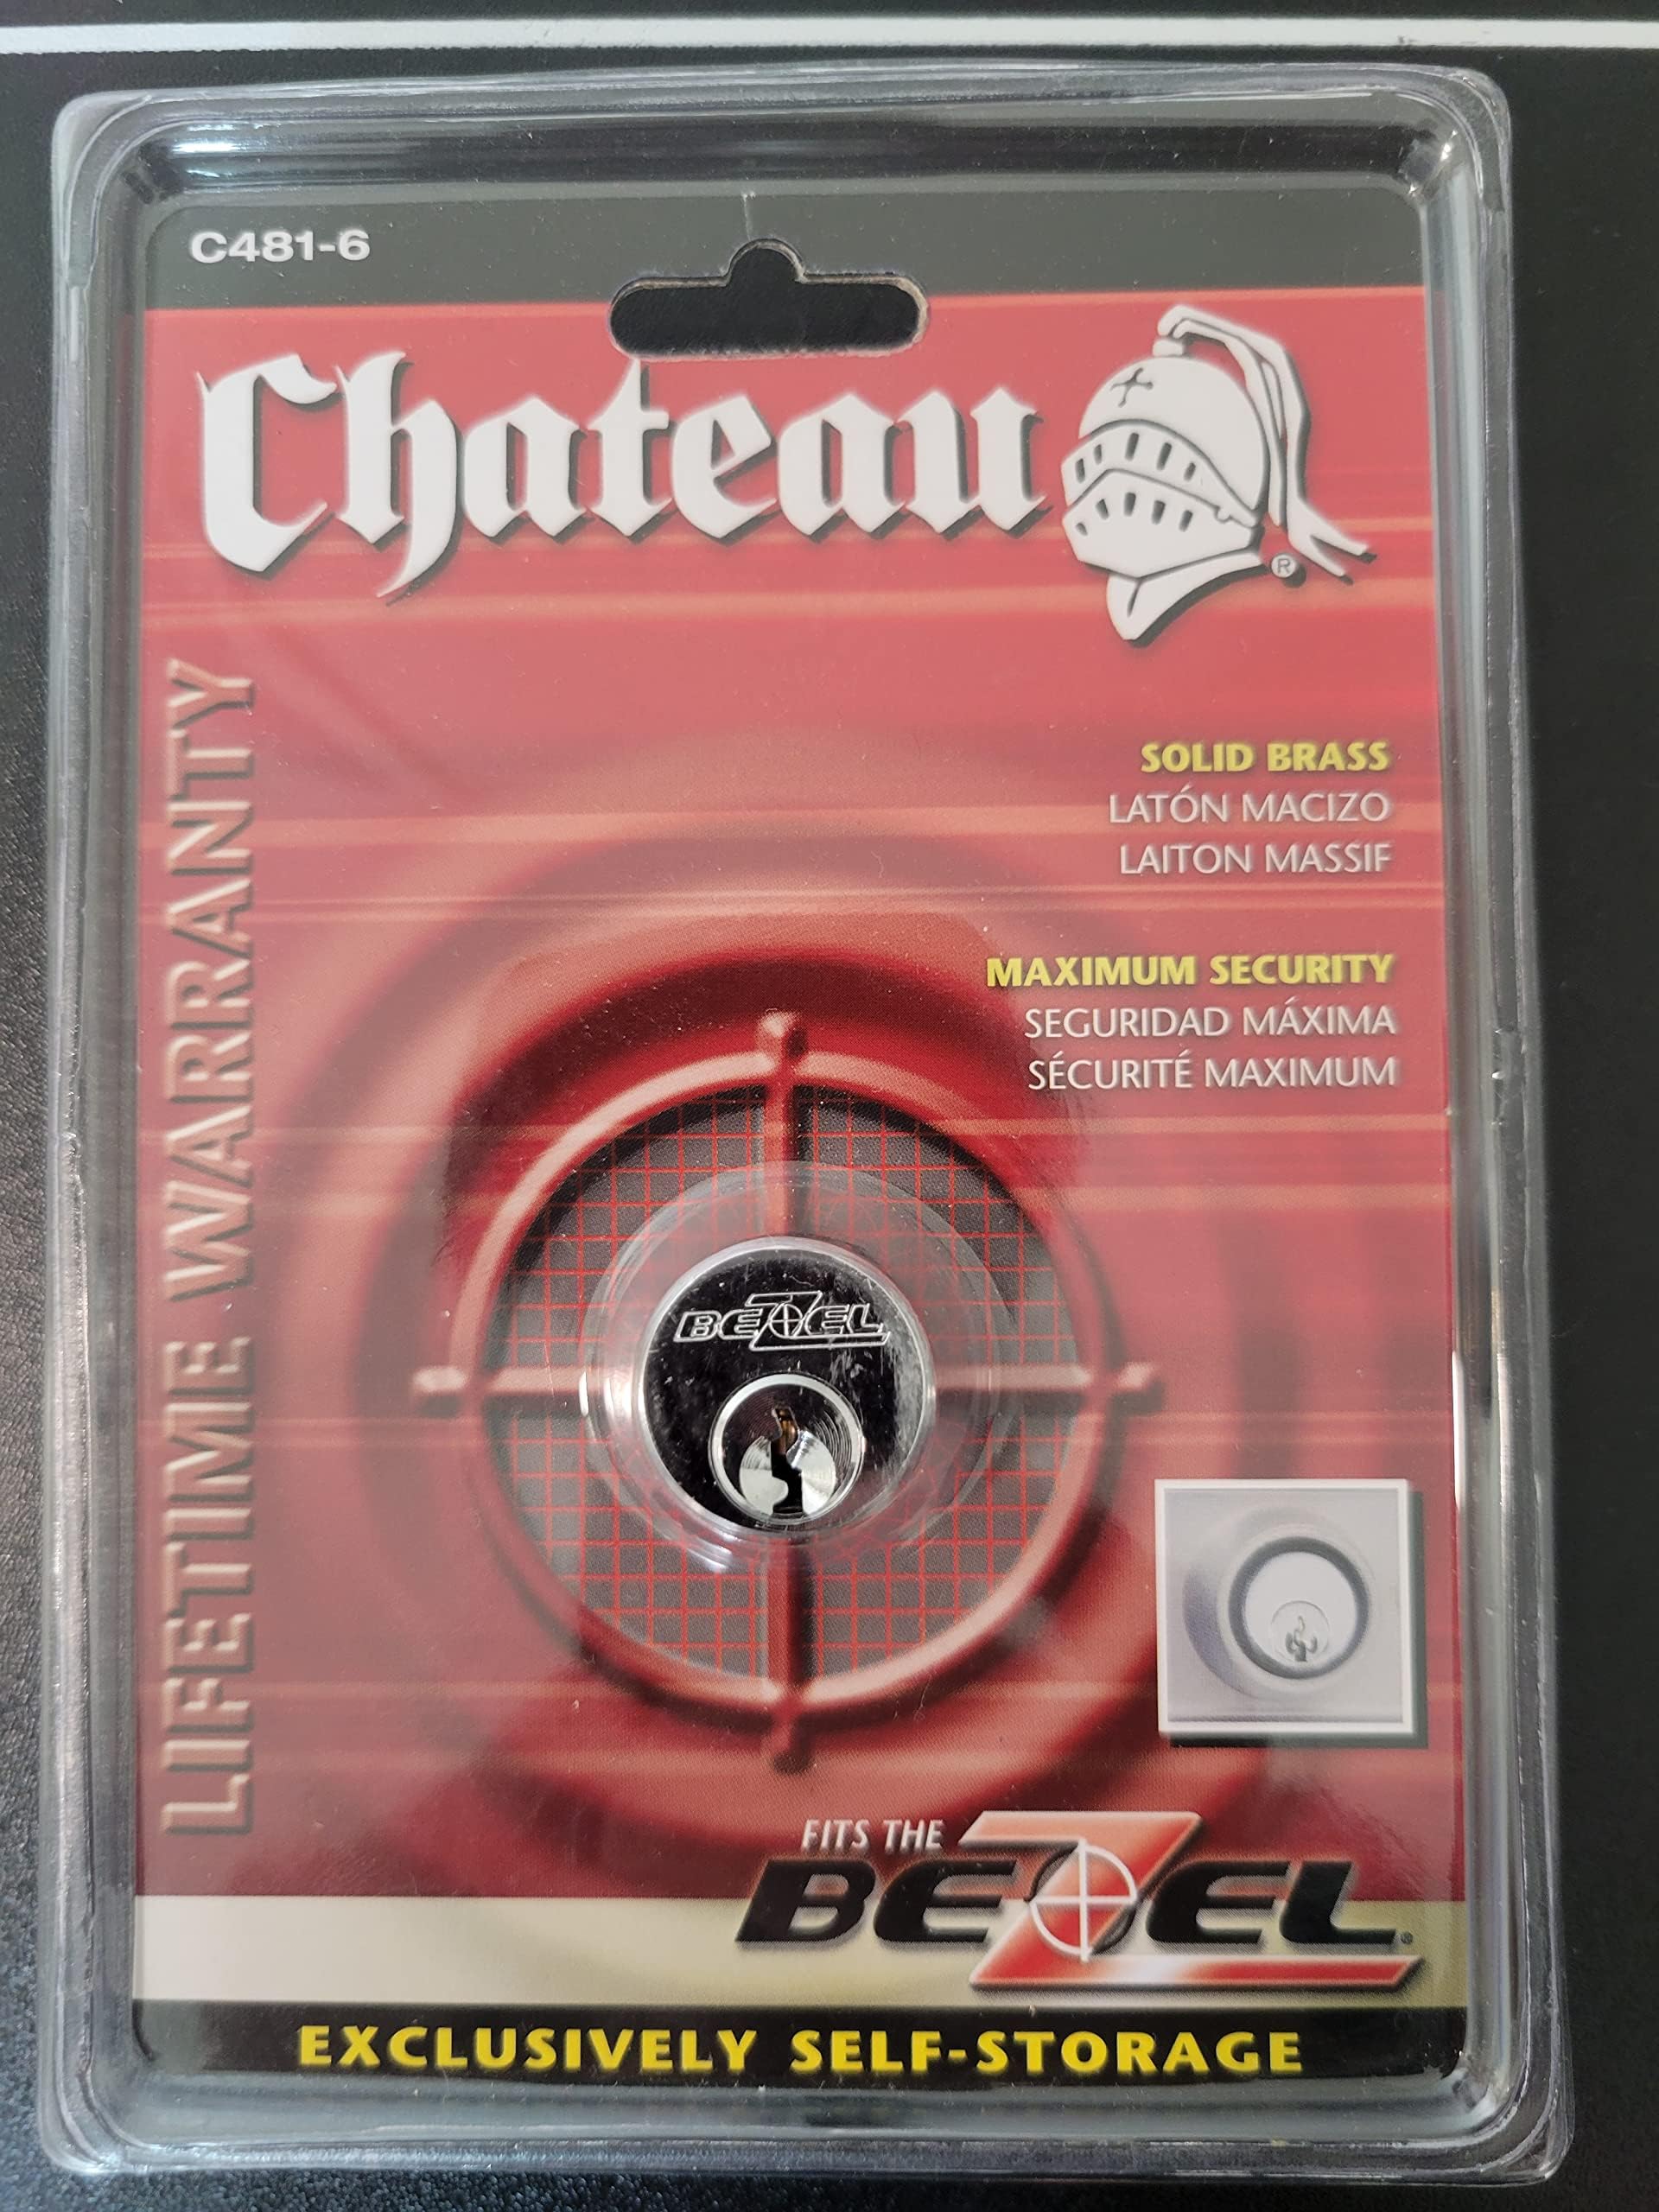 C481-6
Chateau
®
LIFETIME WARRANTY
SOLID BRASS
LATÓN MACIZO
LAITON MASSIF
MAXIMUM SECURITY
SEGURIDAD MÁXIMA
SÉCURITÉ MAXIMUM
BEZEL
FITS THE
BEZEL
EXCLUSIVELY SELF-STORAGE